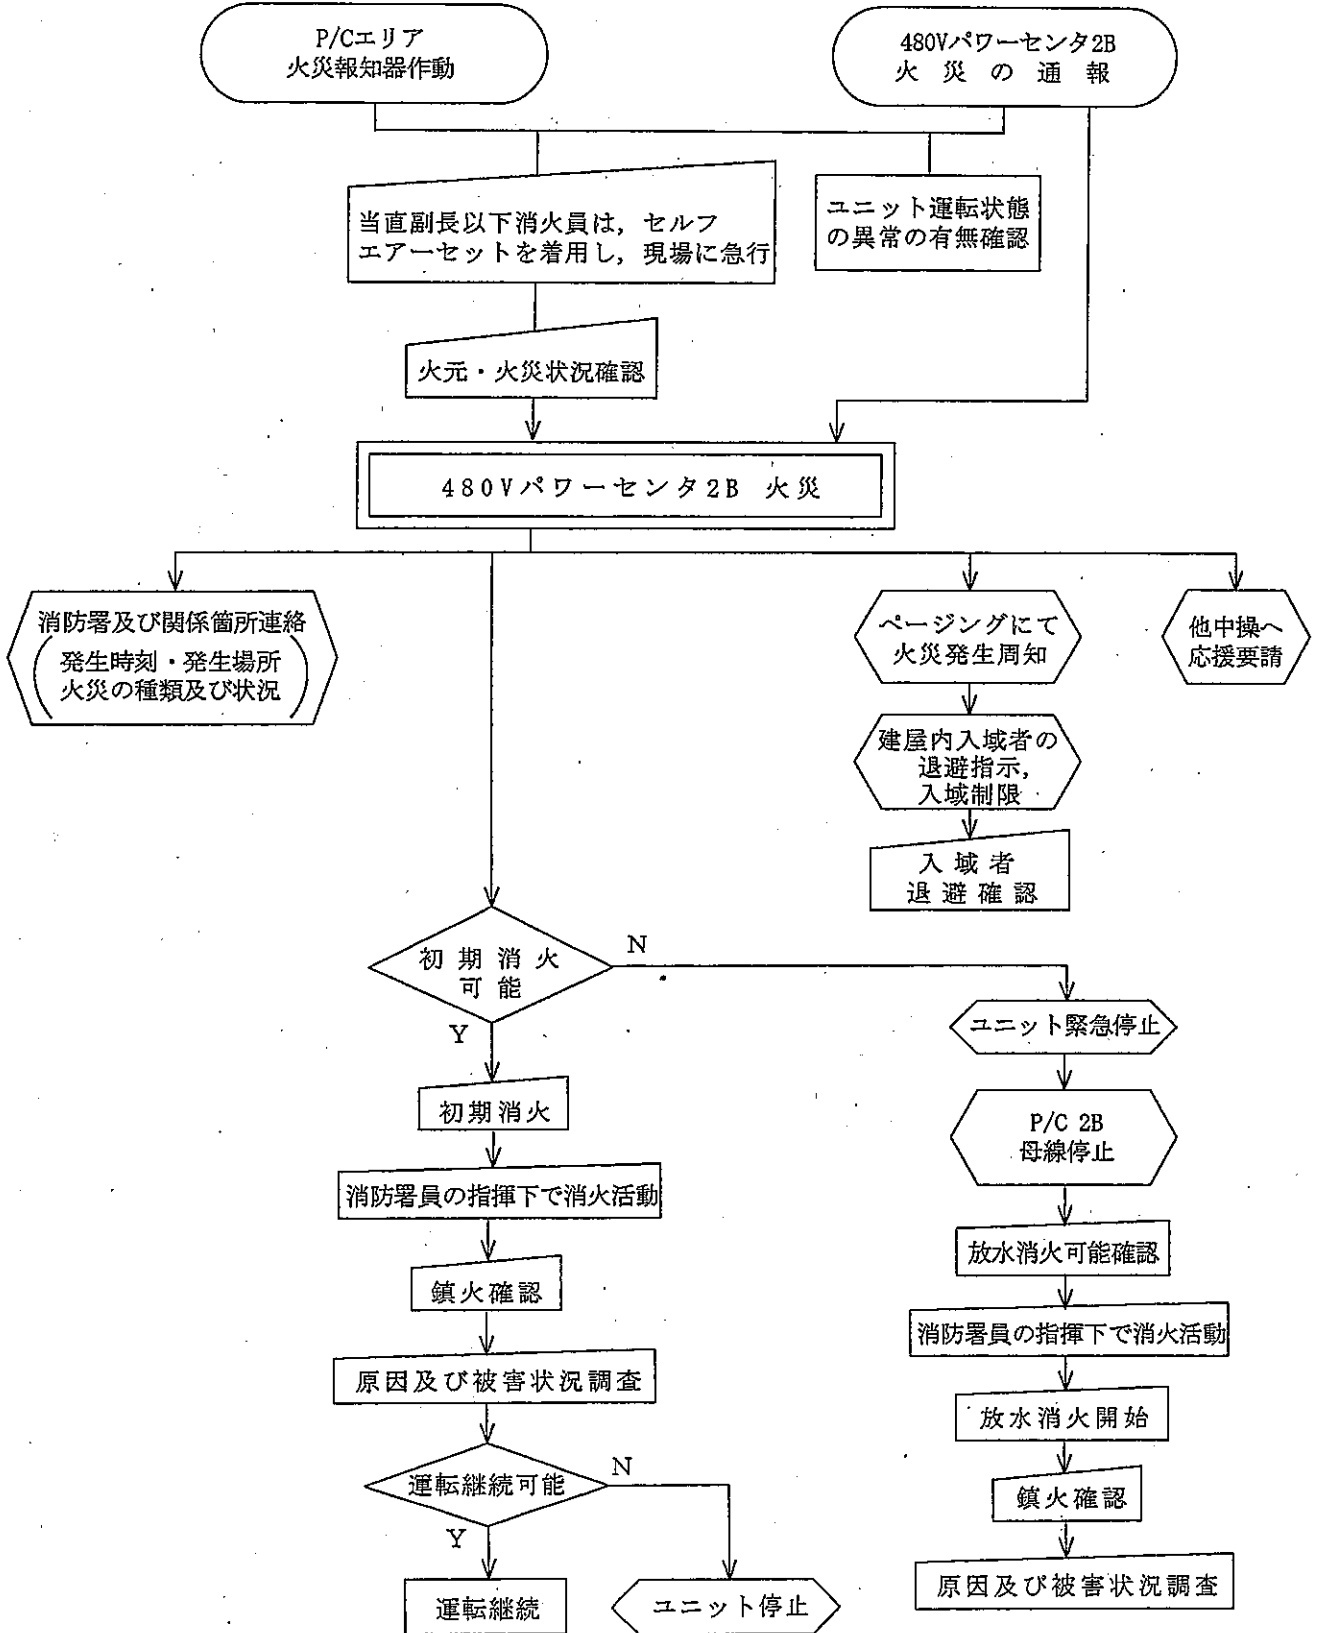 P/Cエリア
火災報知器作動
480Vパワーセンタ2B
火災の通報
当直副長以下消火員は，セルフ
エアーセットを着用し，現場に急行
ユニット運転状態
の異常の有無確認
火元・火災状況確認
480Vパワーセンタ2B 火災
消防署及び関係箇所連絡
発生時刻・発生場所
火災の種類及び状況
ページングにて
火災発生周知
他中操へ
応援要請
建屋内入域者の
退避指示，
入域制限
入域者
退避確認
初期消火
可能
N
Y
ユニット緊急停止
初期消火
P/C 2B
母線停止
消防署員の指揮下で消火活動
放水消火可能確認
鎮火確認
消防署員の指揮下で消火活動
原因及び被害状況調査
放水消火開始
運転継続可能
N
Y
鎮火確認
原因及び被害状況調査
運転継続
ユニット停止